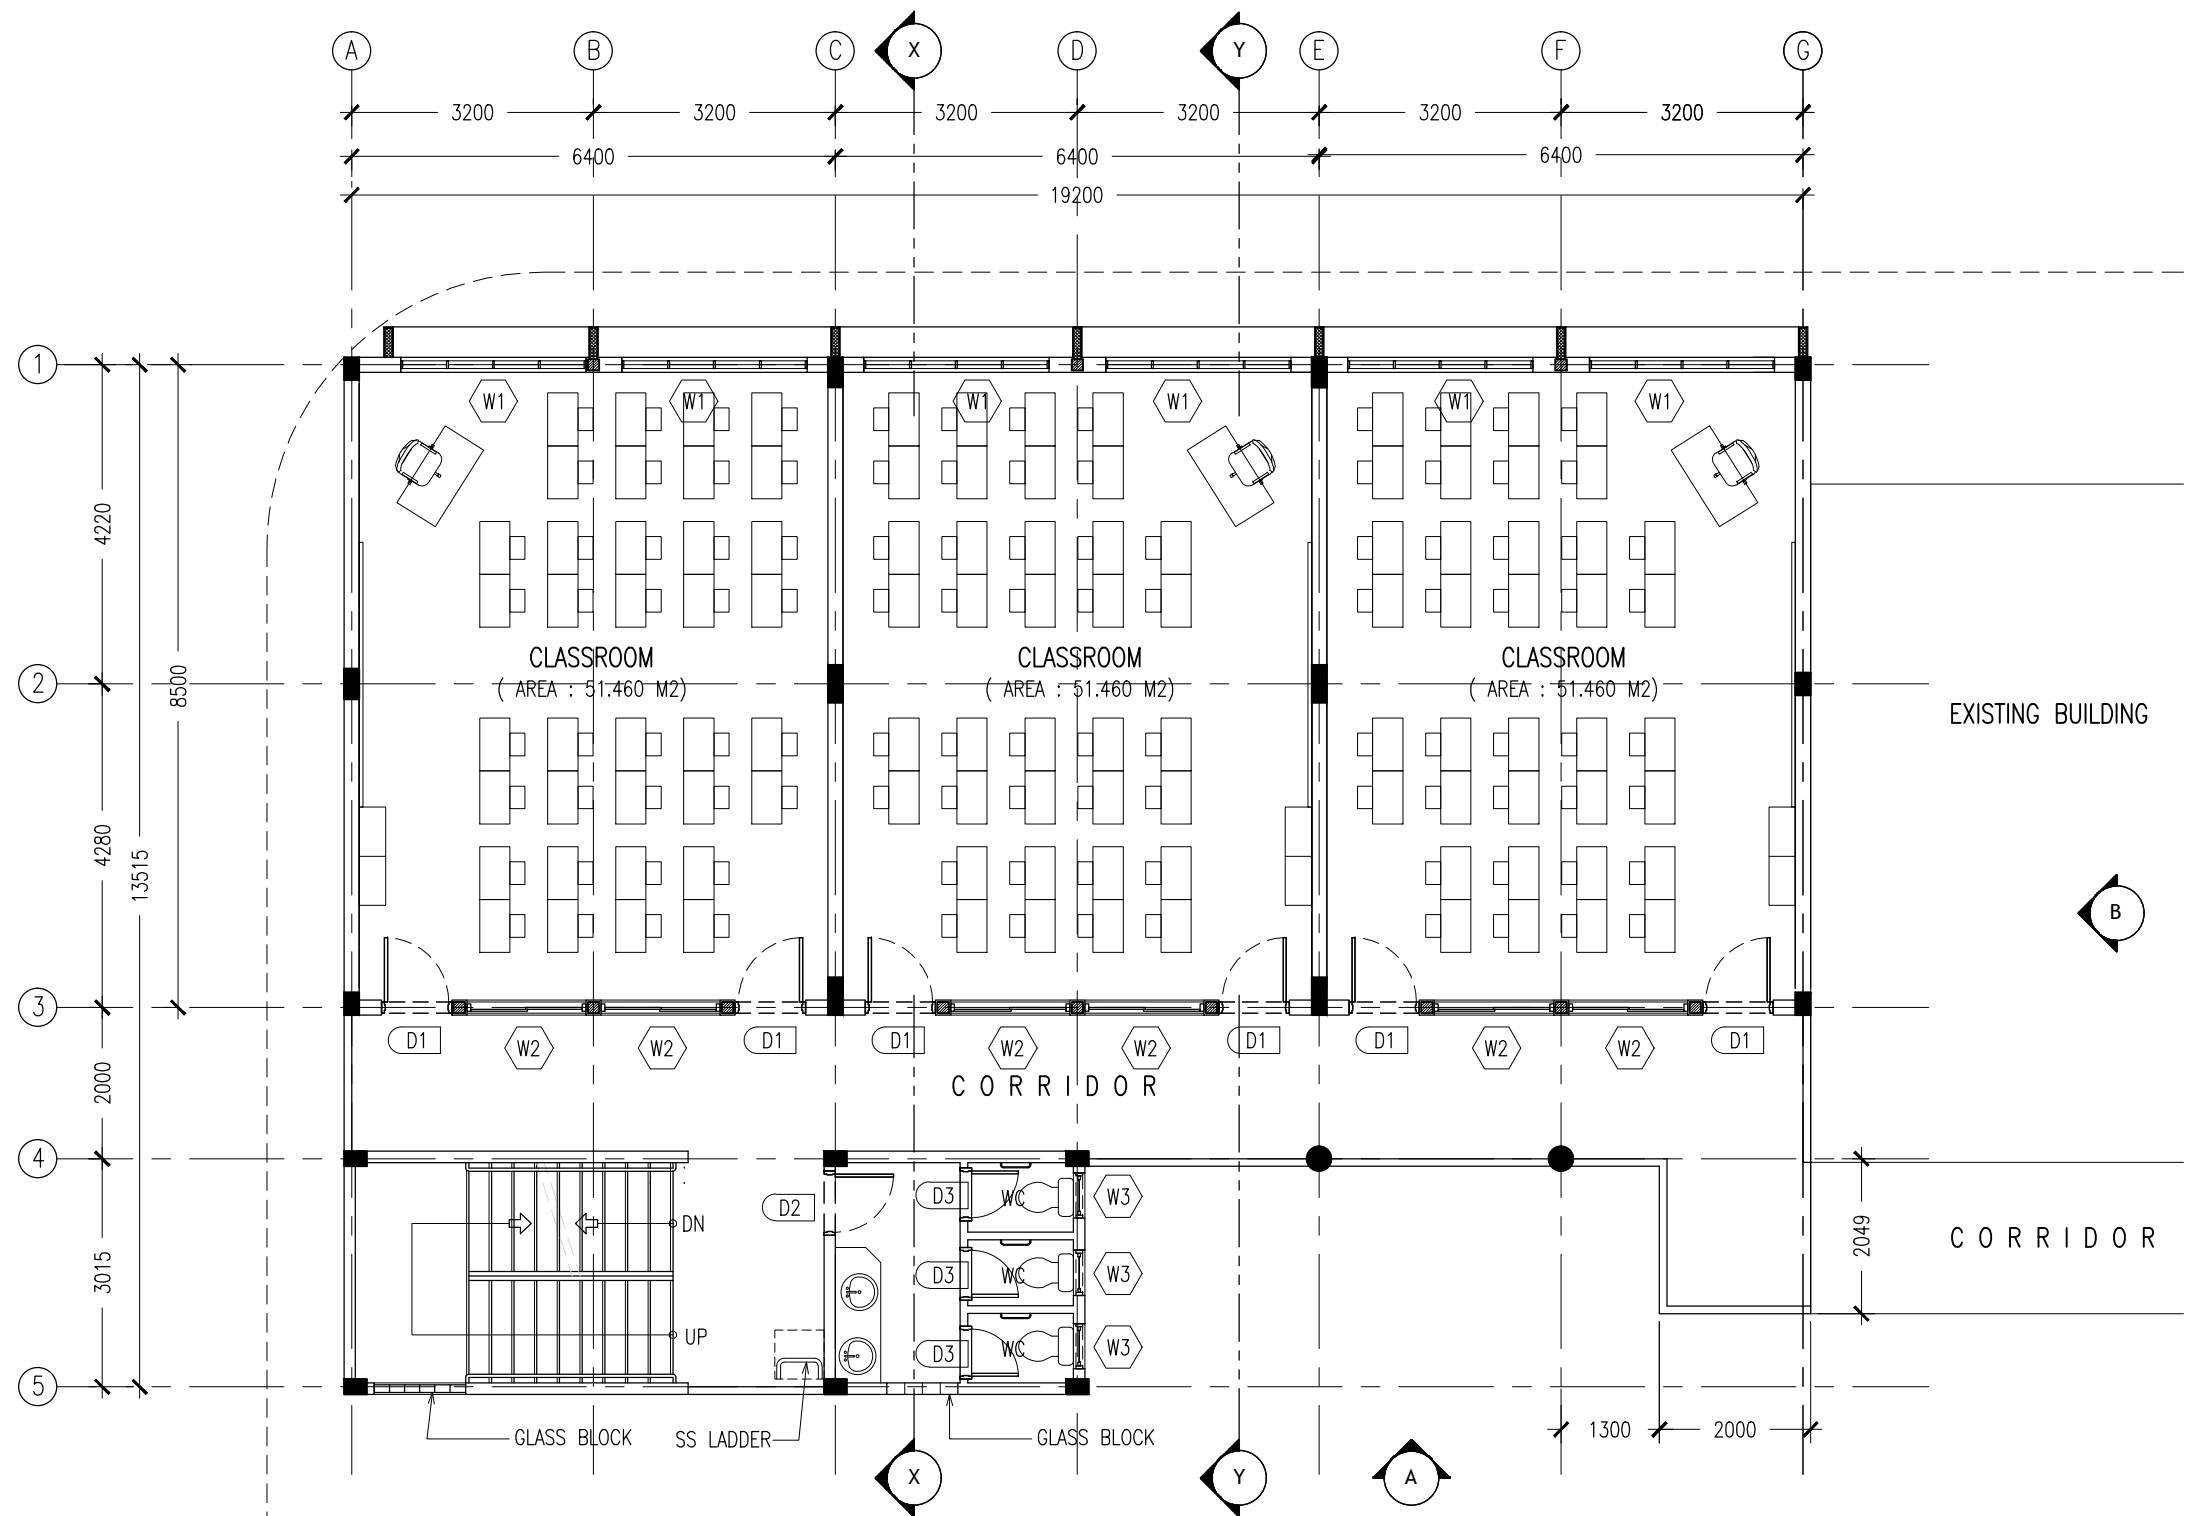 A B C X D Y E F G
3200 3200 3200 3200 3200 3200
6400 6400 6400
19200
1
W1 W1 W1 W1 W1 W1
4220
8500
CLASSROOM CLASSROOM CLASSROOM
2
( AREA : 51.460 M2) ( AREA : 51.460 M2) ( AREA : 51.460 M2)
EXISTING BUILDING
4280
13515
B
3
D1 W2 W2 D1 D1 W2 W2 D1 D1 W2 W2 D1
2000
CORRIDOR
4
D2 D3 WC W3
DN
2049
CORRIDOR
3015
D3 WC W3
UP
D3 WC W3
5
GLASS BLOCK SS LADDER GLASS BLOCK
1300 2000
X Y A